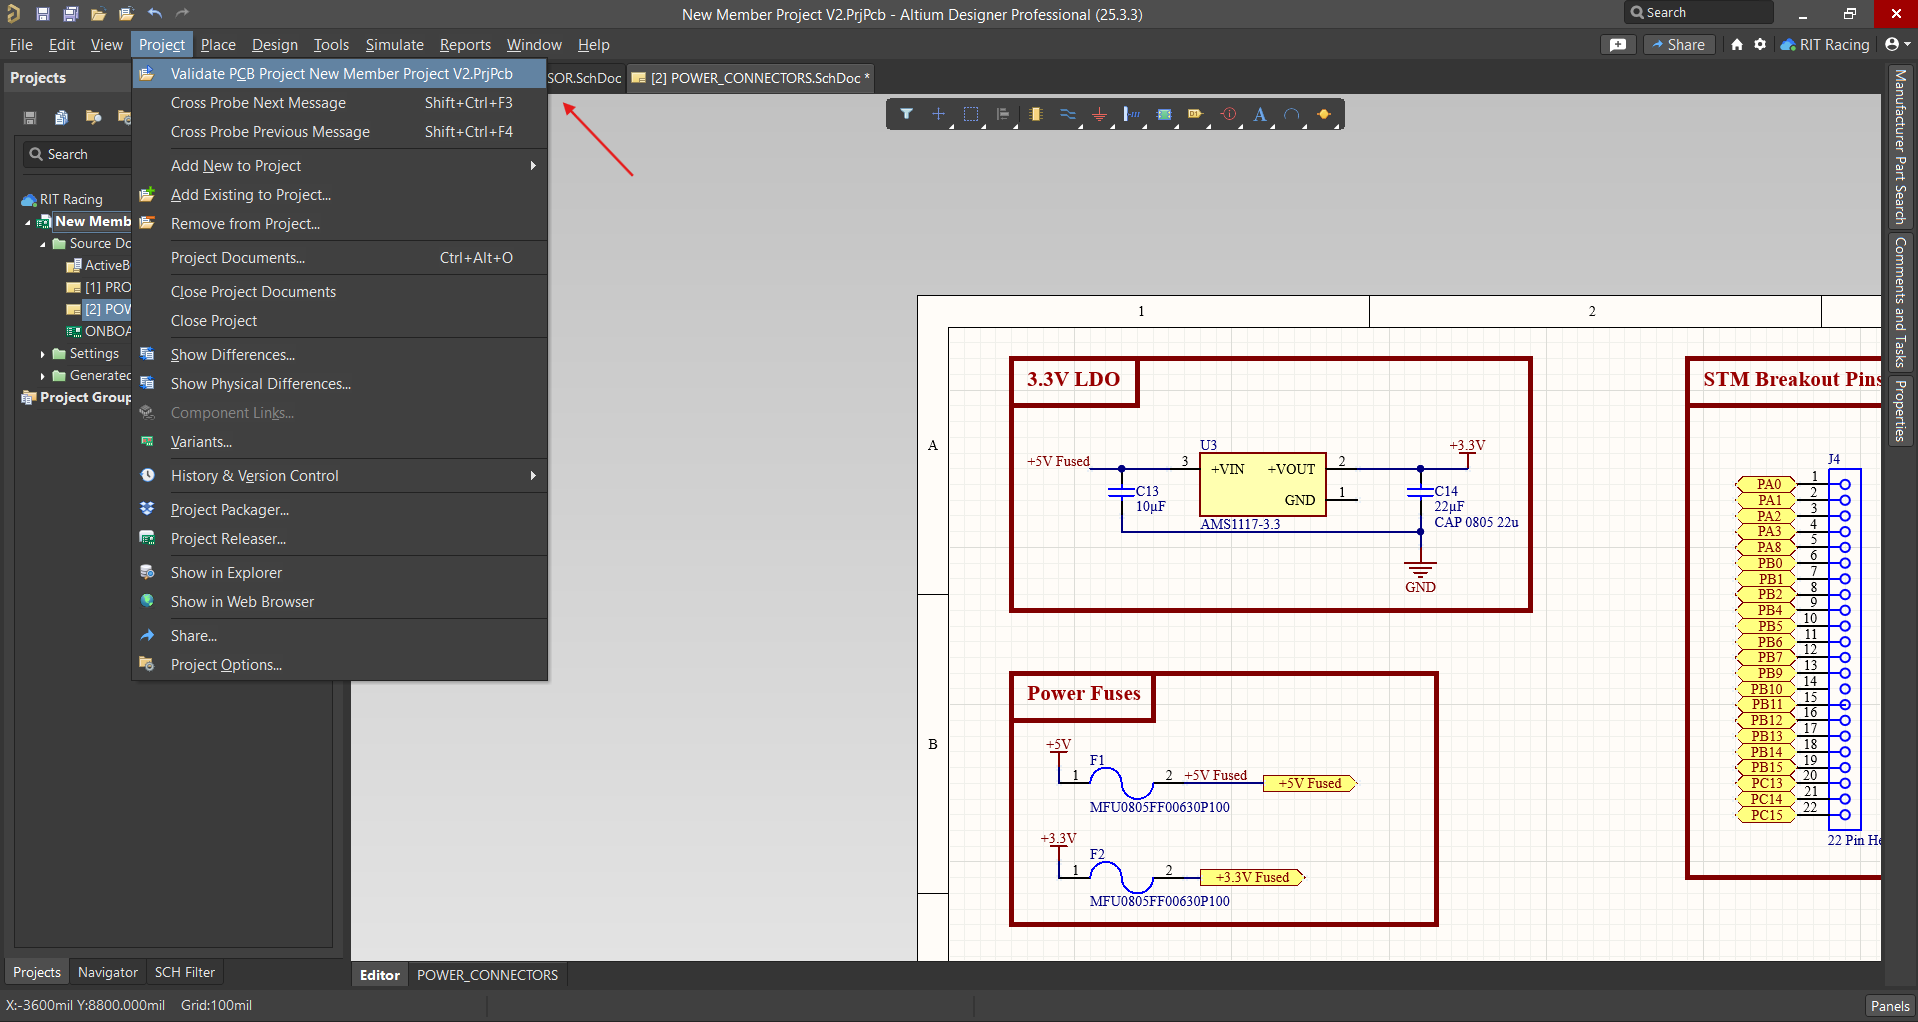 New Member Project V2.PrjPcb - Altium Designer Professional (25.3.3)
Search
File Edit View Project Place Design Tools Simulate Reports Window Help
Share
RIT Racing
Projects
SOR.SchDoc
[2] POWER_CONNECTORS.SchDoc *
Search
RIT Racing
New Memb
Source Do
ActiveB
[1] PRO
[2] POW
ONBOA
Settings
Generated
Project Group
Validate PCB Project New Member Project V2.PrjPcb
Cross Probe Next Message Shift+Ctrl+F3
Cross Probe Previous Message Shift+Ctrl+F4
Add New to Project
Add Existing to Project...
Remove from Project...
Project Documents... Ctrl+Alt+O
Close Project Documents
Close Project
Show Differences...
Show Physical Differences...
Component Links...
Variants...
History & Version Control
Project Packager...
Project Releaser...
Show in Explorer
Show in Web Browser
Share...
Project Options...
1 2
A
B
3.3V LDO
+5V Fused
C13
10µF
U3
3 +VIN +VOUT 2
GND 1
AMS1117-3.3
+3.3V
C14
22µF
CAP 0805 22u
GND
Power Fuses
+5V
F1
1 2 +5V Fused +5V Fused
MFU0805FF00630P100
+3.3V
F2
1 2 +3.3V Fused
MFU0805FF00630P100
STM Breakout Pins
J4
PA0 1
PA1 2
PA2 3
PA3 4
PA8 5
PB0 6
PB1 7
PB2 8
PB4 9
PB5 10
PB6 11
PB7 12
PB9 13
PB10 14
PB11 15
PB12 16
PB13 17
PB14 18
PB15 19
PC13 20
PC14 21
PC15 22
22 Pin He
Manufacturer Part Search
Comments and Tasks
Properties
Projects Navigator SCH Filter
Editor POWER_CONNECTORS
X:-3600mil Y:8800.000mil Grid:100mil
Panels